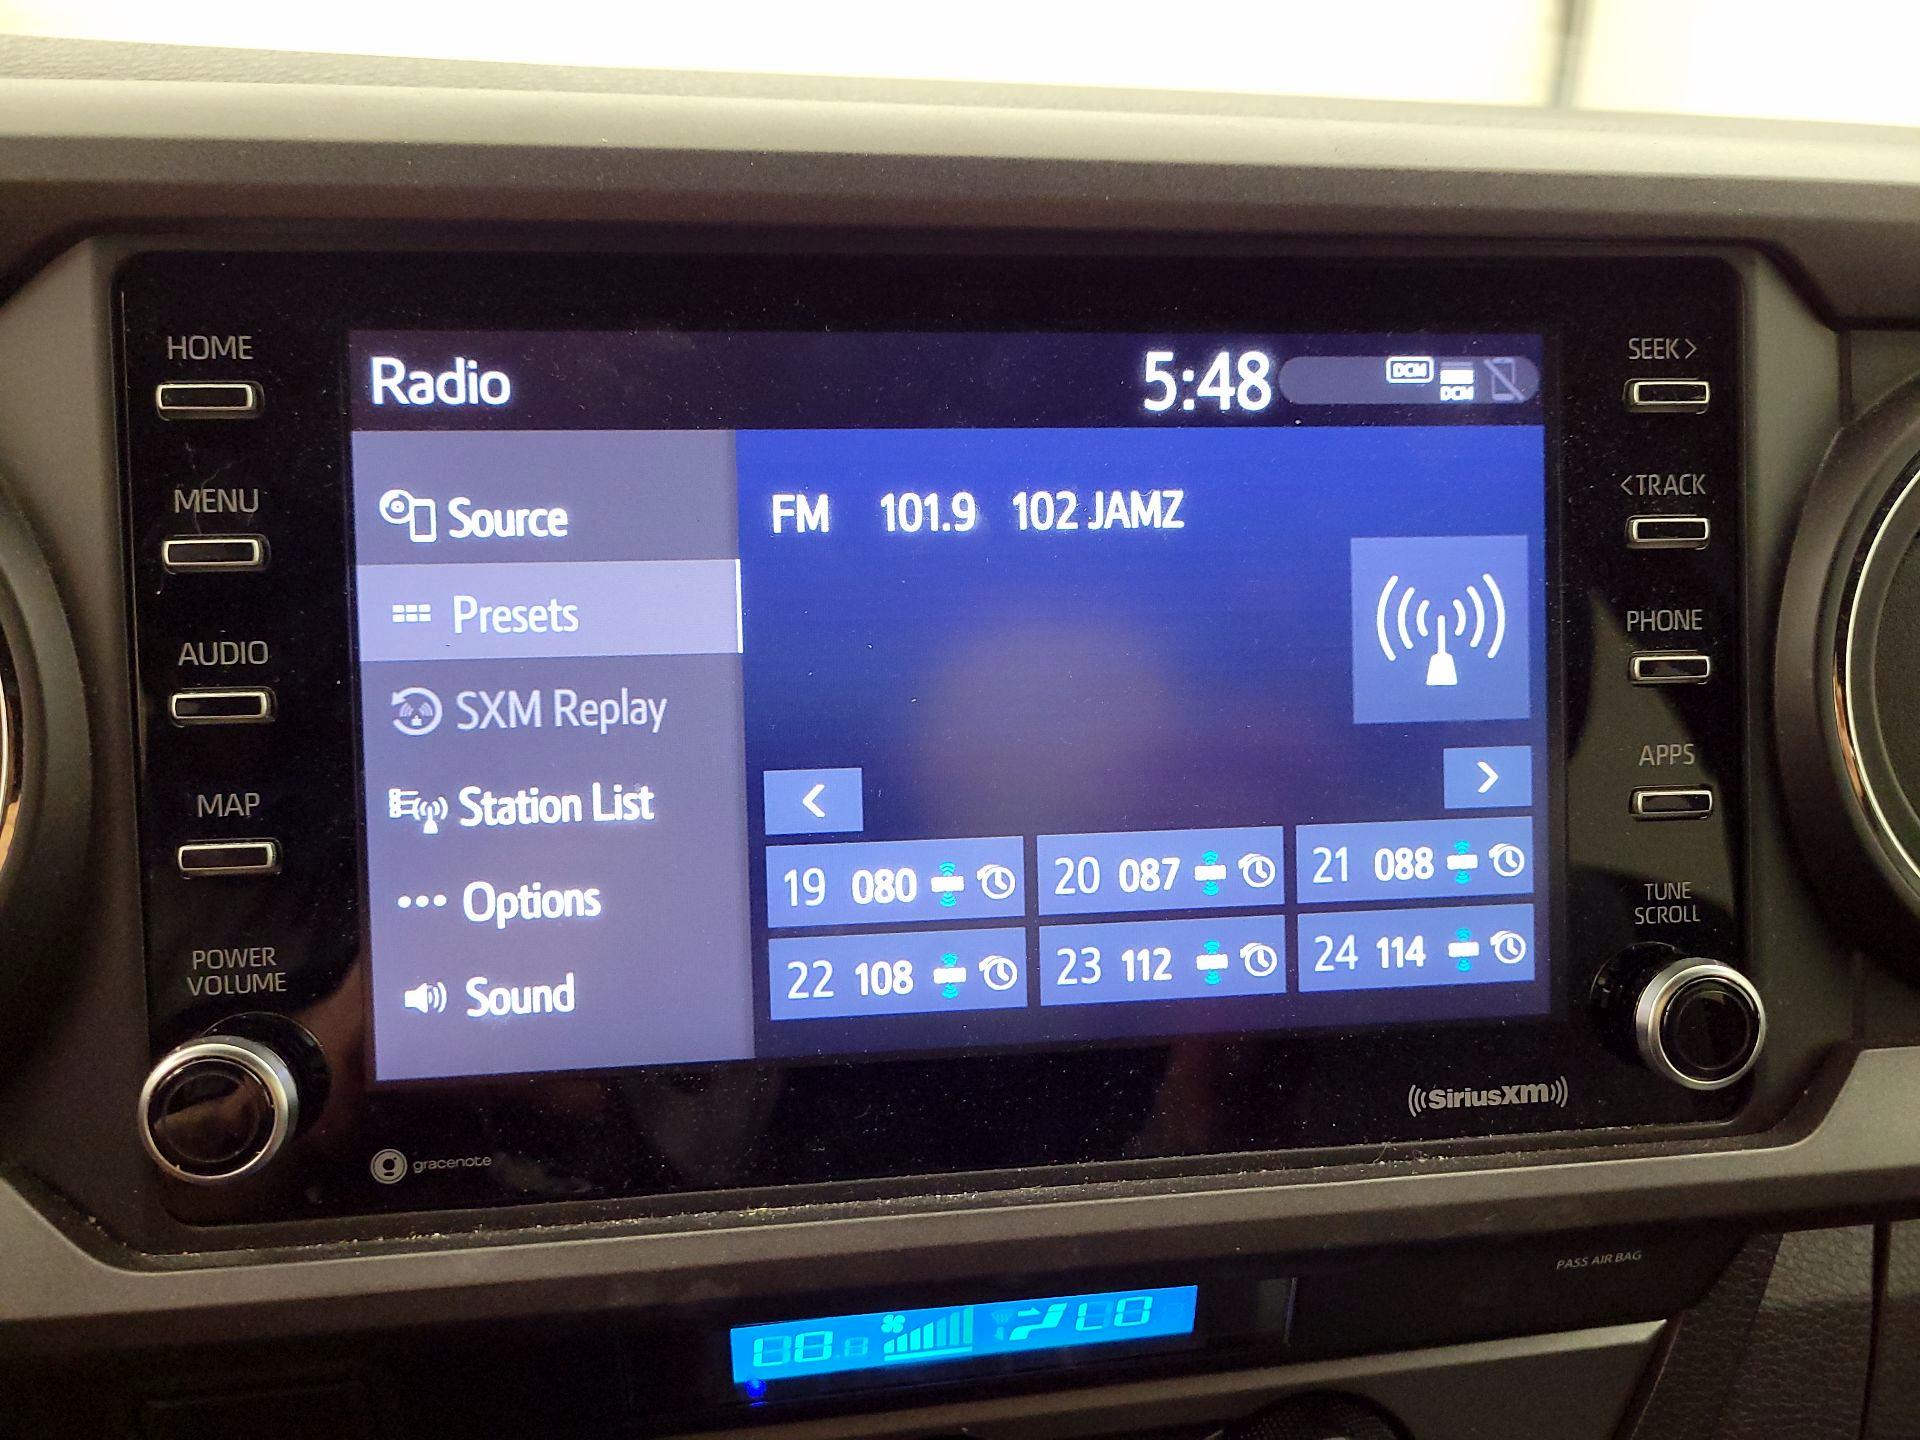 HOME
MENU
AUDIO
MAP
POWER
VOLUME
Radio
5:48
DCM
DCM
Source
Presets
SXM Replay
Station List
Options
Sound
FM 101.9 102 JAMZ
<
>
19 080
20 087
21 088
22 108
23 112
24 114
SEEK>
<TRACK
PHONE
APPS
TUNE
SCROLL
gracenote
SiriusXM
PASS AIR BAG
LO